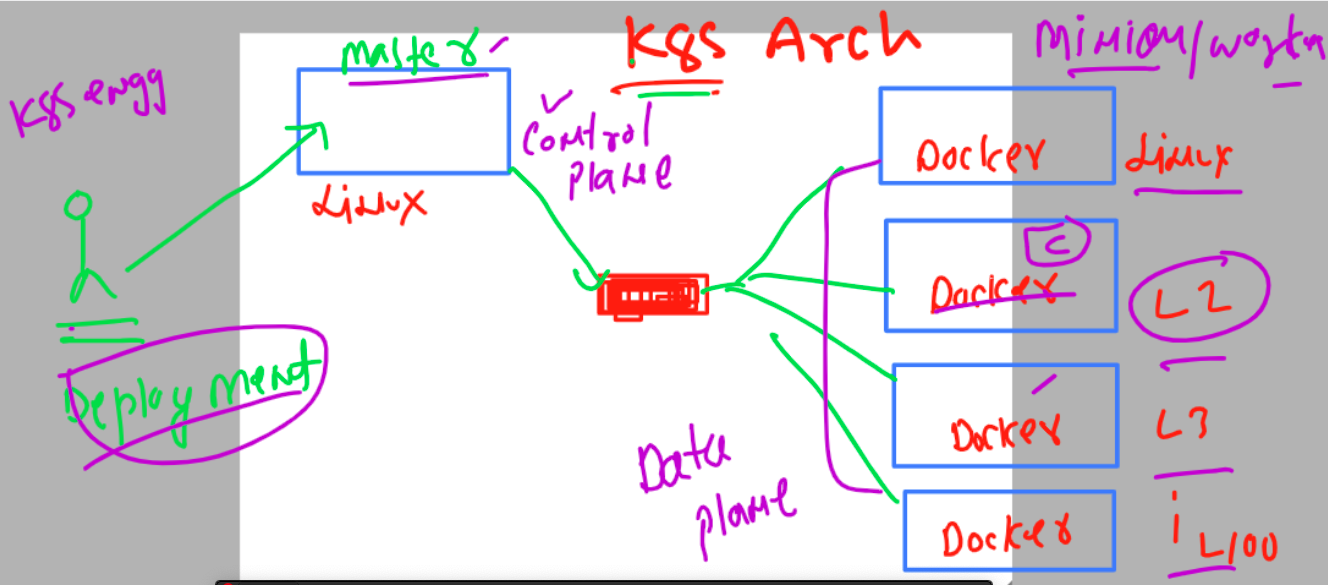 K8s Arch
master
Minion/worker
K8s engg
Control
plane
Linux
Docker
Linux
C
Docker
L2
Deployment
Docker
L3
Data
plane
Docker
L100